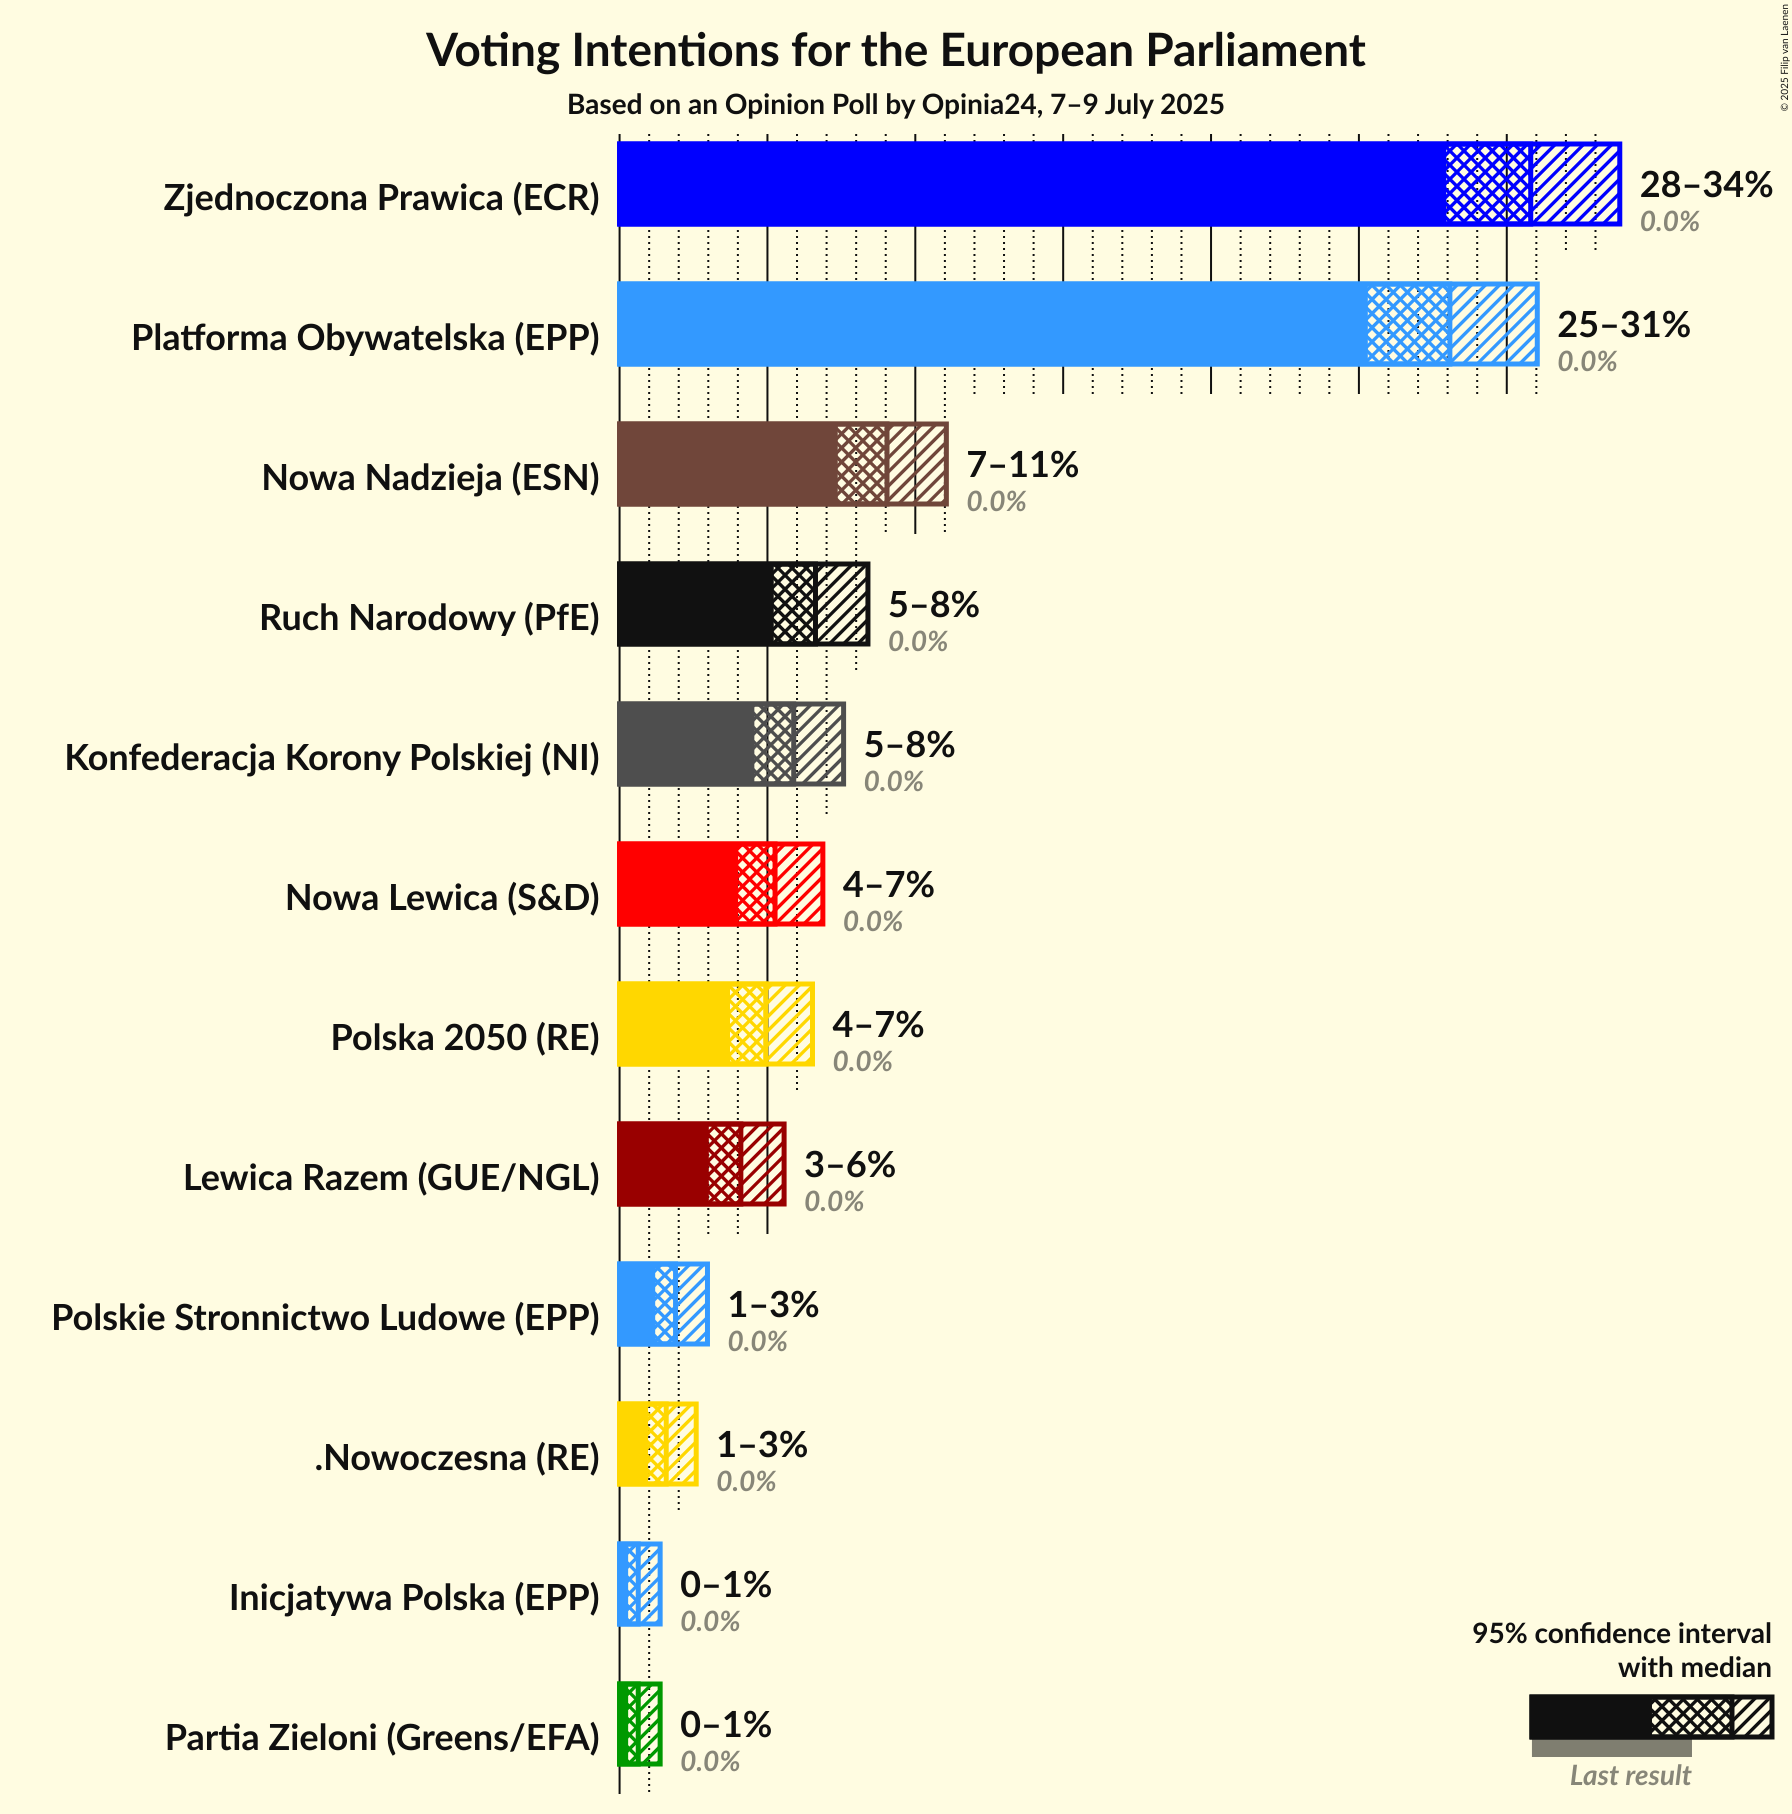 Voting Intentions for the European Parliament
Based on an Opinion Poll by Opinia24, 7–9 July 2025
© 2025 Filip van Laenen
Zjednoczona Prawica (ECR)
28–34%
0.0%
Platforma Obywatelska (EPP)
25–31%
0.0%
Nowa Nadzieja (ESN)
7–11%
0.0%
Ruch Narodowy (PfE)
5–8%
0.0%
Konfederacja Korony Polskiej (NI)
5–8%
0.0%
Nowa Lewica (S&D)
4–7%
0.0%
Polska 2050 (RE)
4–7%
0.0%
Lewica Razem (GUE/NGL)
3–6%
0.0%
Polskie Stronnictwo Ludowe (EPP)
1–3%
0.0%
.Nowoczesna (RE)
1–3%
0.0%
Inicjatywa Polska (EPP)
0–1%
0.0%
Partia Zieloni (Greens/EFA)
0–1%
0.0%
95% confidence interval
with median
Last result